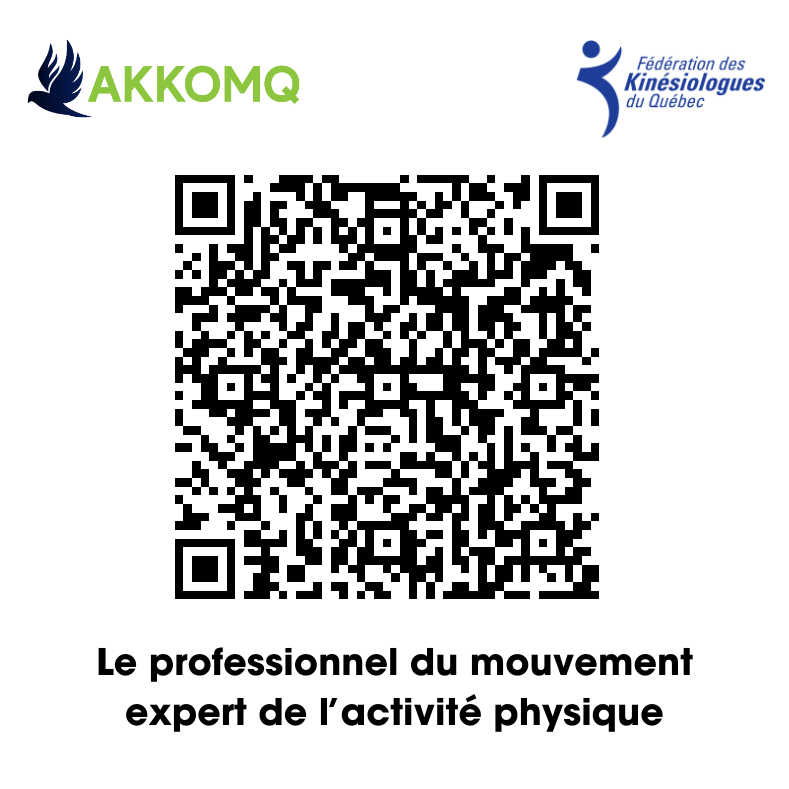 AKKOMQ
Fédération des
Kinésiologues
du Québec
Le professionnel du mouvement
expert de l’activité physique